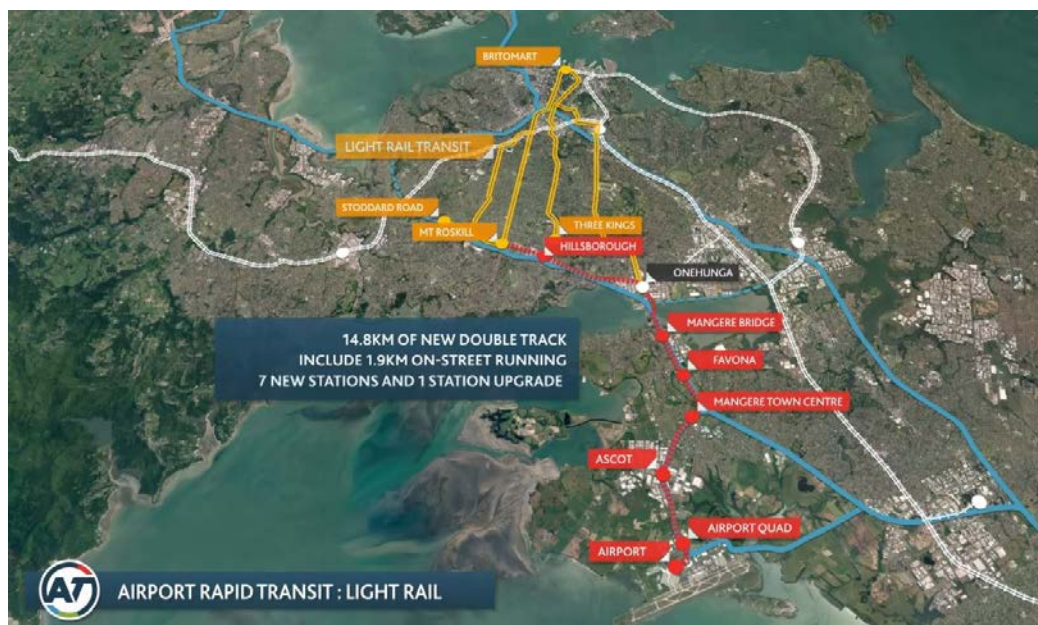 BRITOMART
LIGHT RAIL TRANSIT
STODDARD ROAD
MT ROSKILL
THREE KINGS
HILLSBOROUGH
ONEHUNGA
MANGERE BRIDGE
FAVONA
MANGERE TOWN CENTRE
ASCOT
AIRPORT QUAD
AIRPORT
14.8KM OF NEW DOUBLE TRACK
INCLUDE 1.9KM ON-STREET RUNNING
7 NEW STATIONS AND 1 STATION UPGRADE
AT
AIRPORT RAPID TRANSIT : LIGHT RAIL